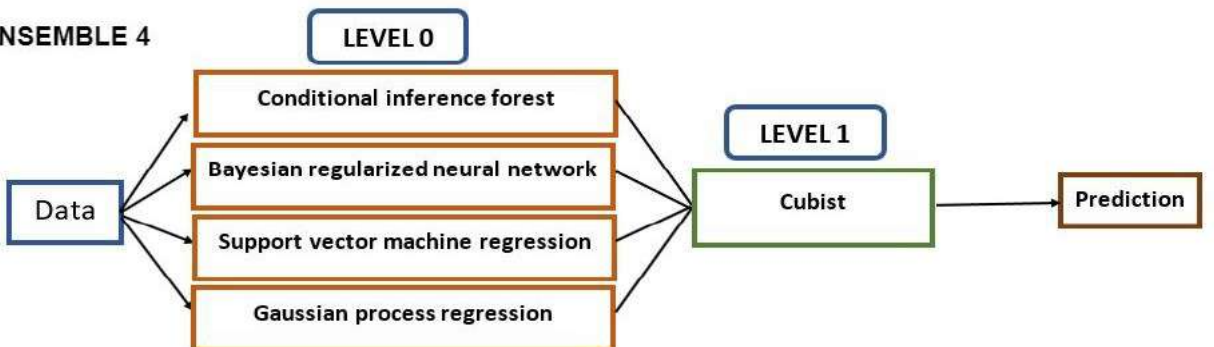 NSEMBLE 4
LEVEL 0
Conditional inference forest
Bayesian regularized neural network
Support vector machine regression
Gaussian process regression
Data
LEVEL 1
Cubist
Prediction